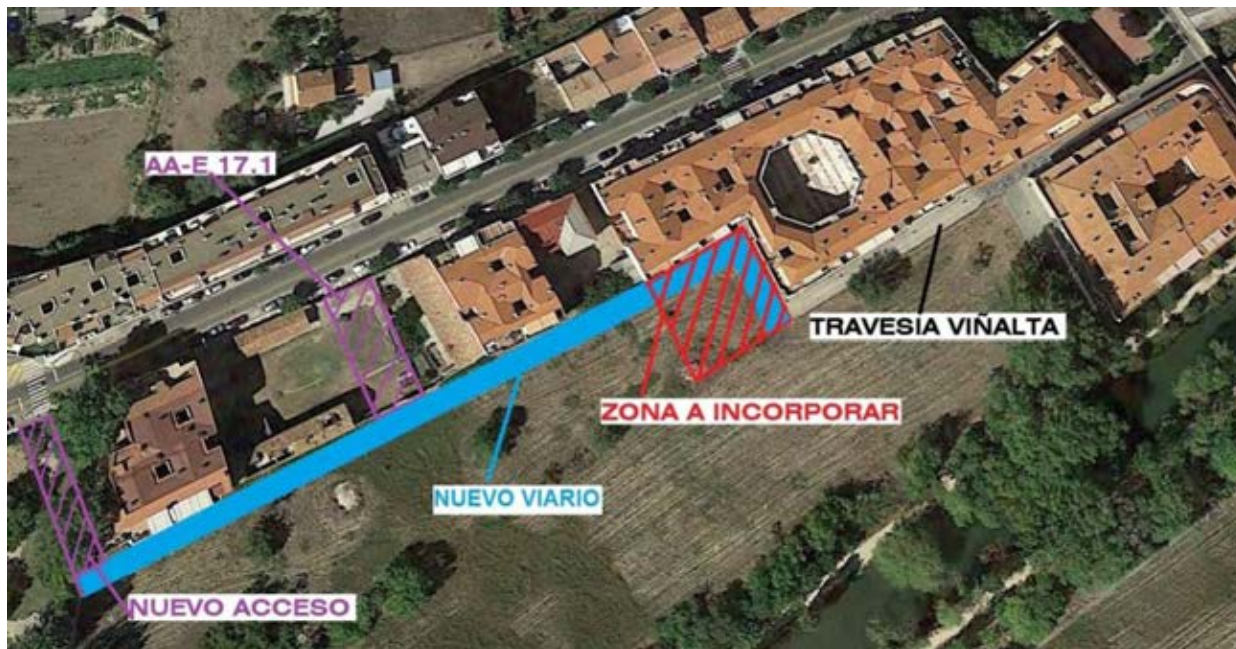 AA-E 17.1
TRAVESIA VIÑALTA
ZONA A INCORPORAR
NUEVO VIARIO
NUEVO ACCESO